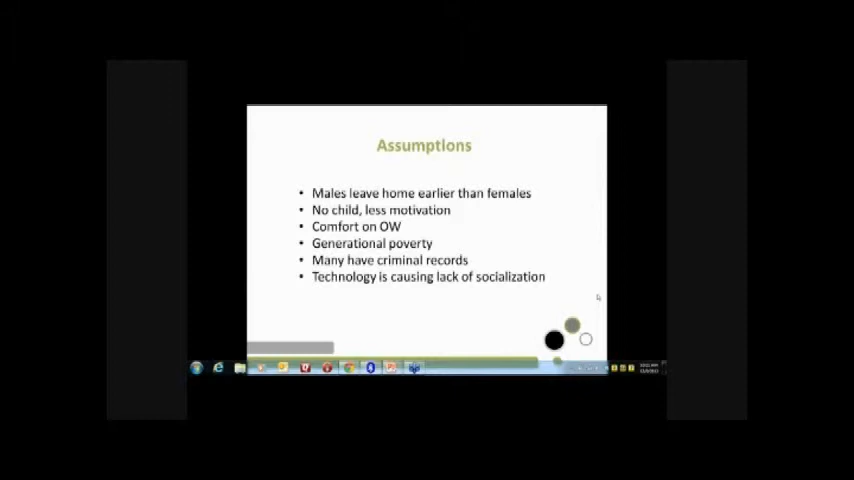 Assumptions
• Males leave home earlier than females
• No child, less motivation
• Comfort on OW
• Generational poverty
• Many have criminal records
• Technology is causing lack of socialization